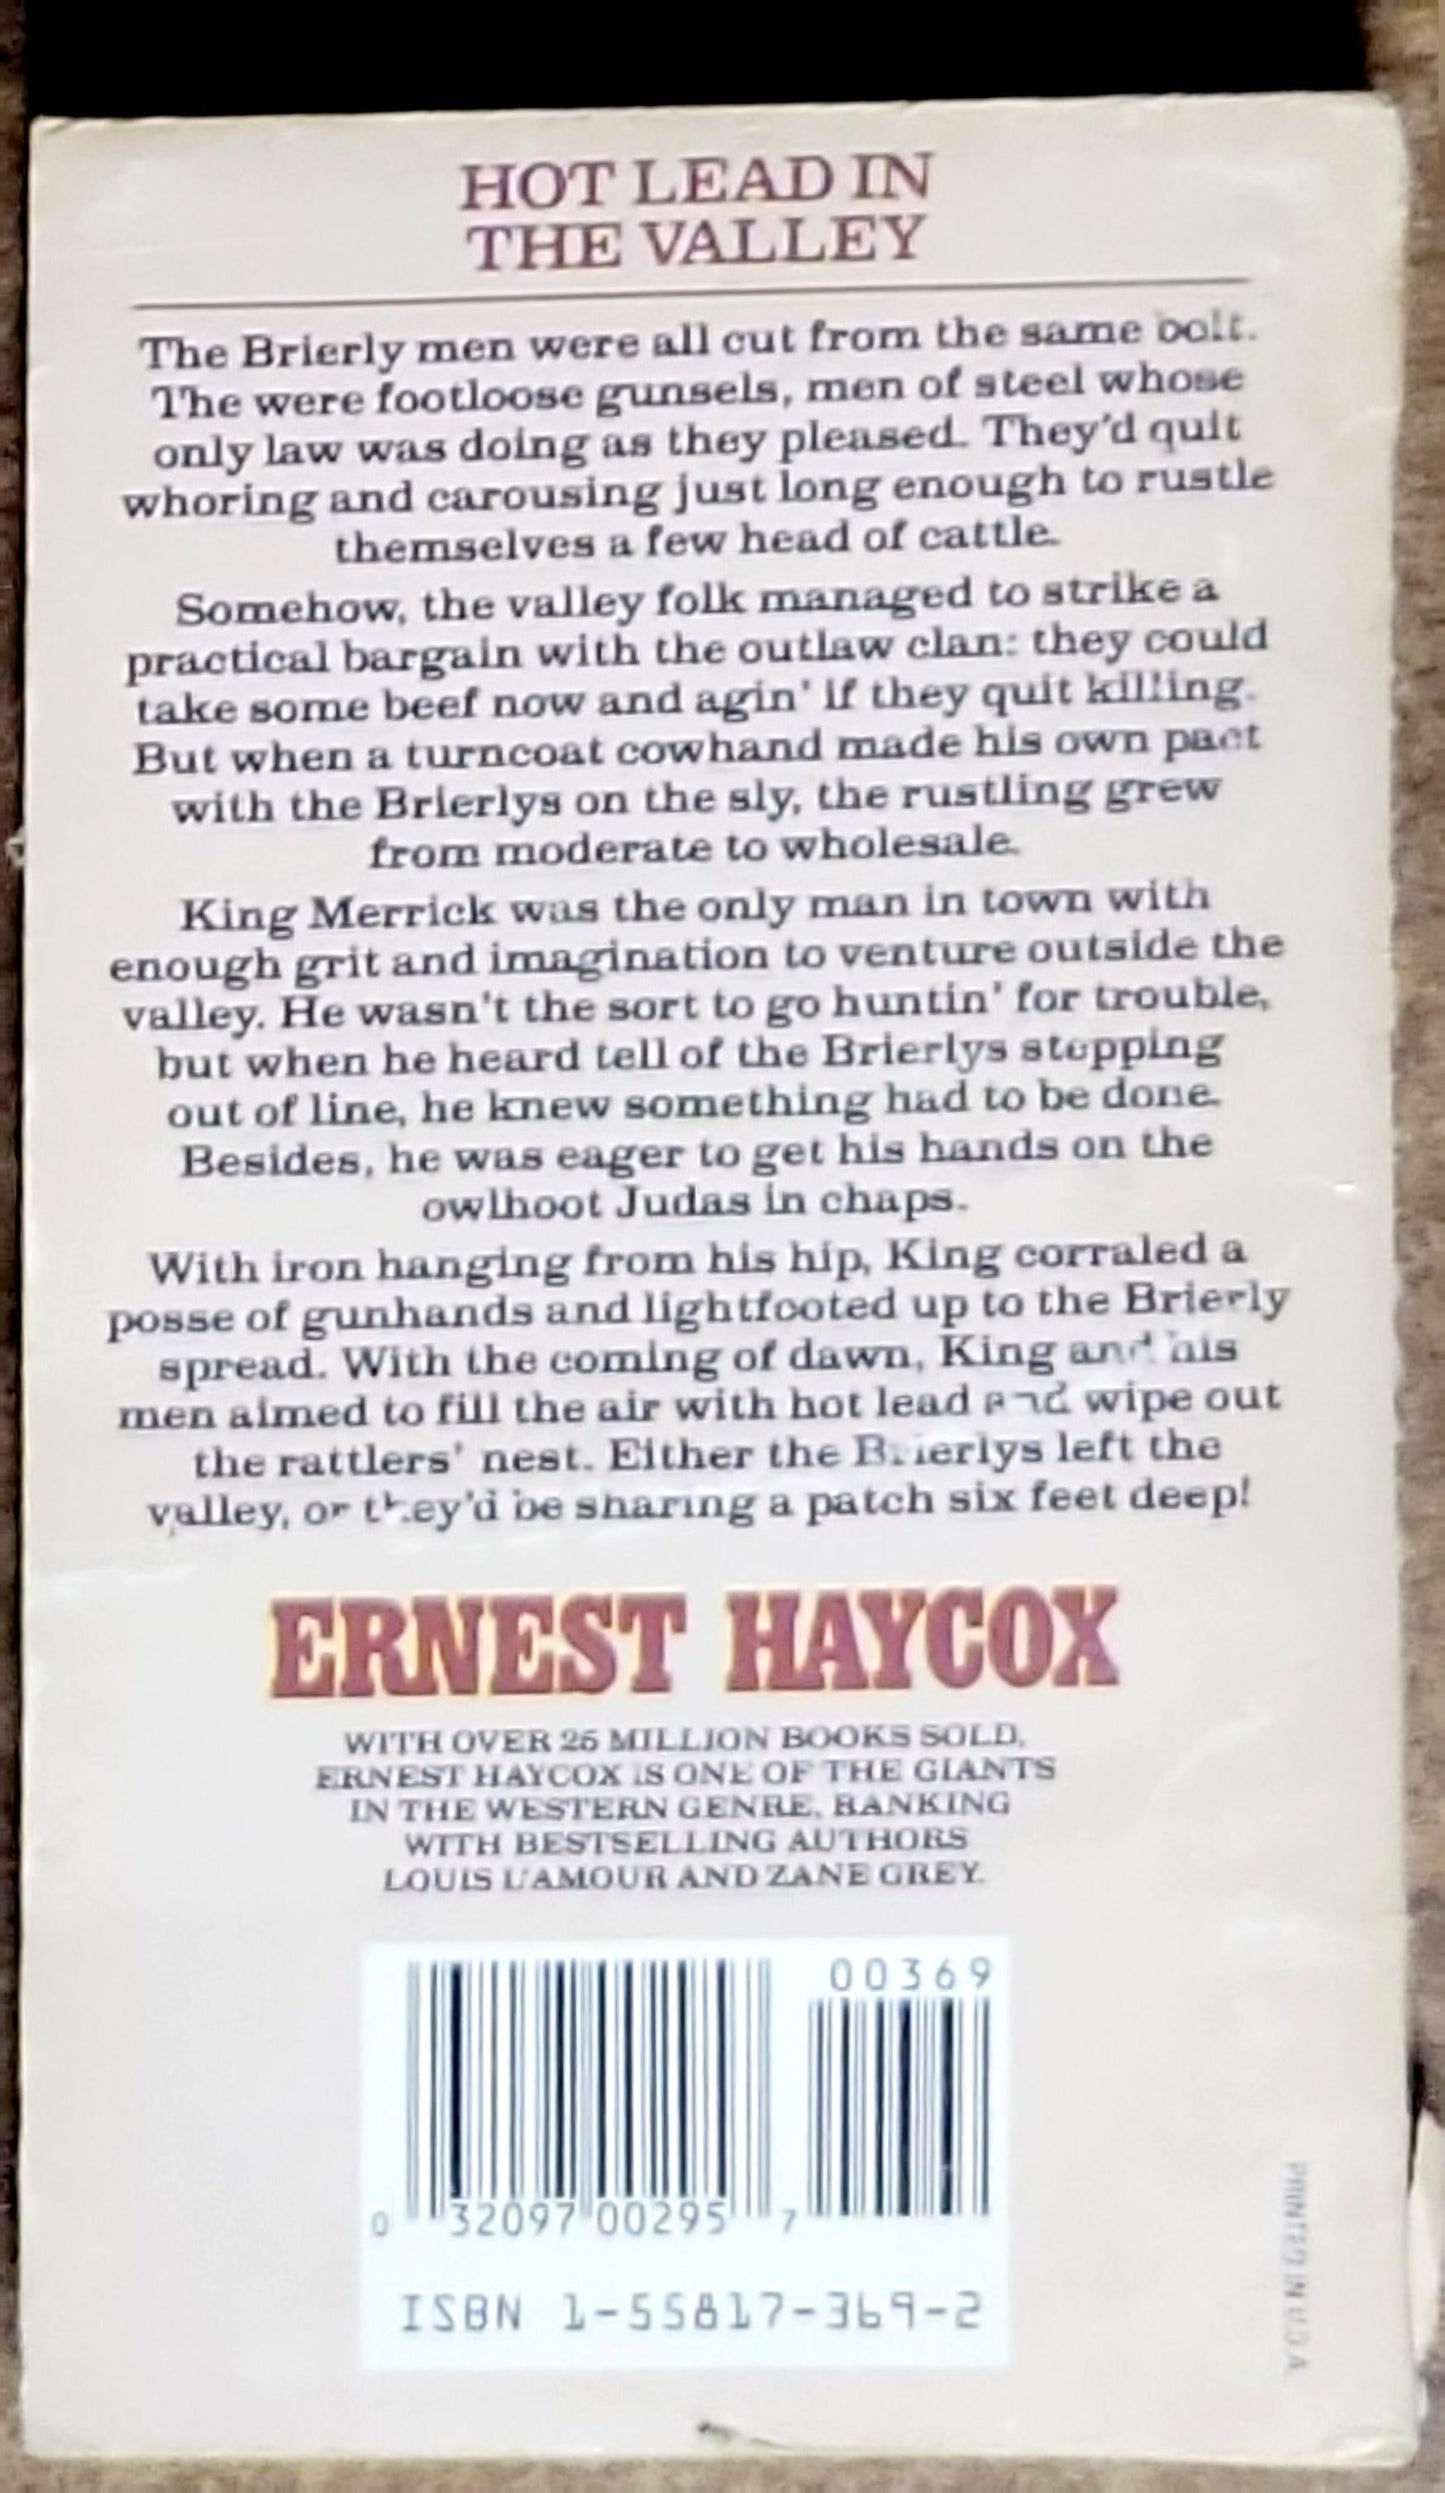 HOT LEAD IN
THE VALLEY
The Brierly men were all cut from the same bolt.
The were footloose gunsels, men of steel whose
only law was doing as they pleased. They'd quit
whoring and carousing just long enough to rustle
themselves a few head of cattle.
Somehow, the valley folk managed to strike a
practical bargain with the outlaw clan: they could
take some beef now and agin' if they quit killing.
But when a turncoat cowhand made his own pact
with the Brierlys on the sly, the rustling grew
from moderate to wholesale.
King Merrick was the only man in town with
enough grit and imagination to venture outside the
valley. He wasn't the sort to go huntin' for trouble,
but when he heard tell of the Brierlys stepping
out of line, he knew something had to be done.
Besides, he was eager to get his hands on the
owlhoot Judas in chaps.
With iron hanging from his hip, King corraled a
posse of gunhands and lightfooted up to the Brierly
spread. With the coming of dawn, King and his
men aimed to fill the air with hot lead and wipe out
the rattlers' nest. Either the Brierlys left the
valley, or they'd be sharing a patch six feet deep!
ERNEST HAYCOX
WITH OVER 25 MILLION BOOKS SOLD,
ERNEST HAYCOX IS ONE OF THE GIANTS
IN THE WESTERN GENRE, RANKING
WITH BESTSELLING AUTHORS
LOUIS L'AMOUR AND ZANE GREY.
00369
0 32097 00295 7
ISBN 1-55817-369-2
PRINTED IN U.S.A.